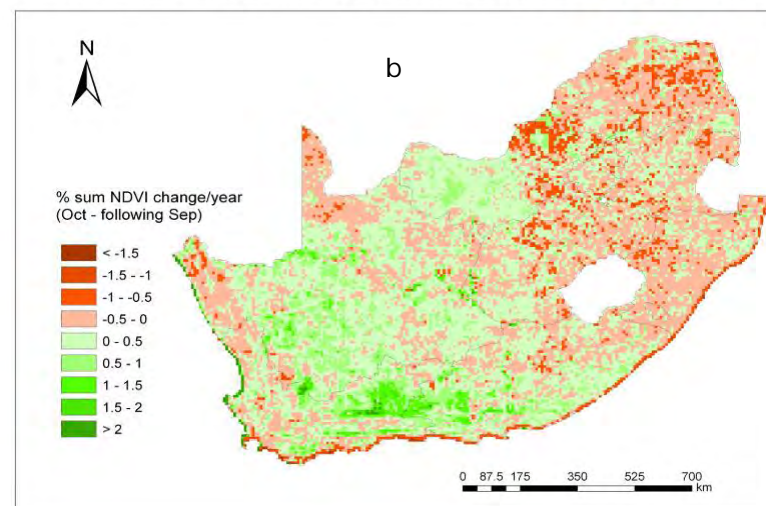 N
b
% sum NDVI change/year
(Oct - following Sep)
< -1.5
-1.5 - -1
-1 - -0.5
-0.5 - 0
0 - 0.5
0.5 - 1
1 - 1.5
1.5 - 2
> 2
0 87.5 175 350 525 700
km